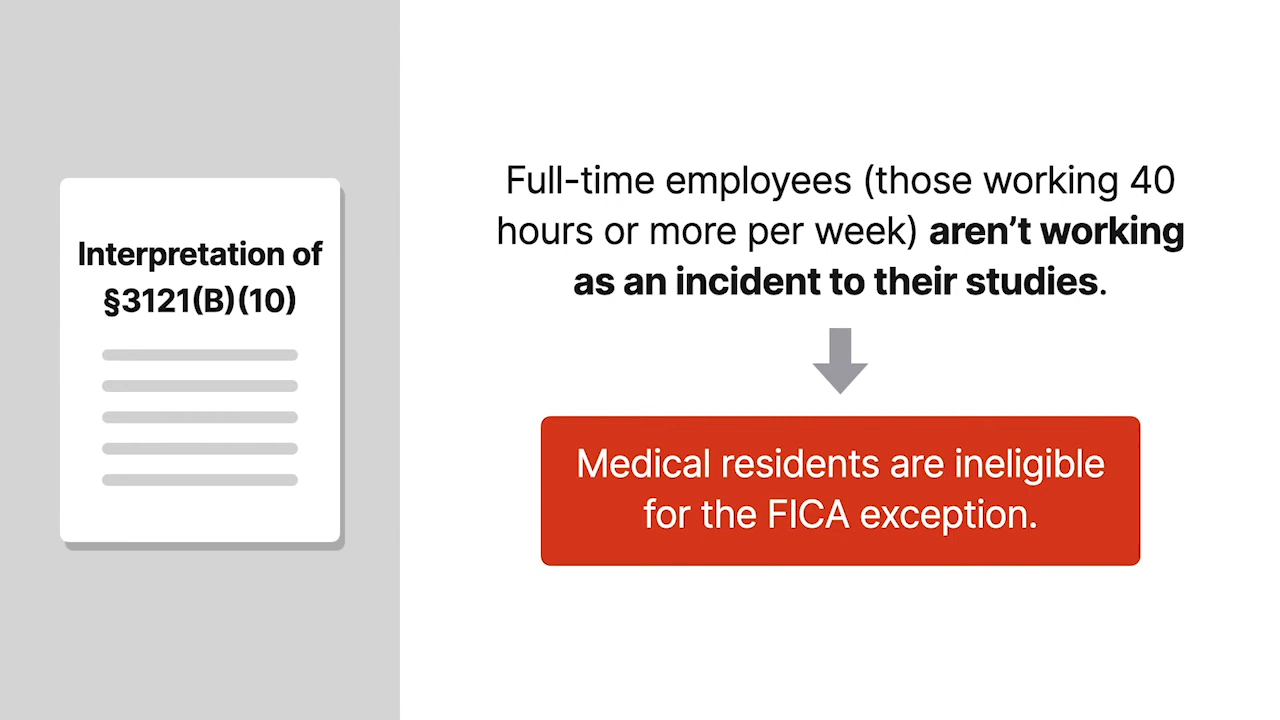 Interpretation of
§3121(B)(10)
Full-time employees (those working 40
hours or more per week) aren’t working
as an incident to their studies.
Medical residents are ineligible
for the FICA exception.